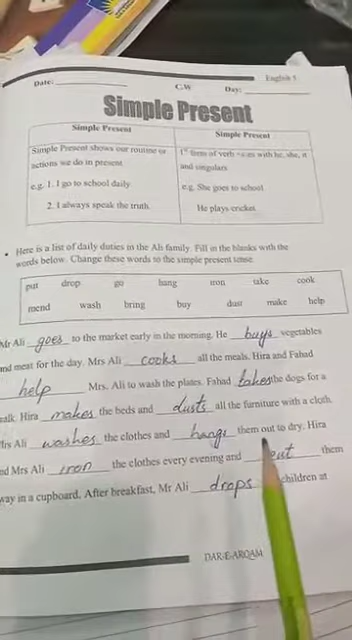 Date: ____________ C.W Day: ____________ English 5
Simple Present
Simple Present Simple Present
Simple Present shows our routine or 1st form of verb +s/es with he, she, it
actions we do in present and singulars
e.g. 1. I go to school daily e.g. She goes to school
2. I always speak the truth. He plays cricket.
• Here is a list of daily duties in the Ali family. Fill in the blanks with the
words below. Change these words to the simple present tense.
put drop go hang iron take cook
mend wash bring buy dust make help
Mr Ali goes to the market early in the morning. He buys vegetables
and meat for the day. Mrs Ali cooks all the meals. Hira and Fahad
help Mrs. Ali to wash the plates. Fahad takes the dogs for a
walk. Hira makes the beds and dusts all the furniture with a cloth.
Mrs Ali washes the clothes and hangs them out to dry. Hira
nd Mrs Ali iron the clothes every evening and put them
way in a cupboard. After breakfast, Mr Ali drops children at
DAR-E-ARQAM